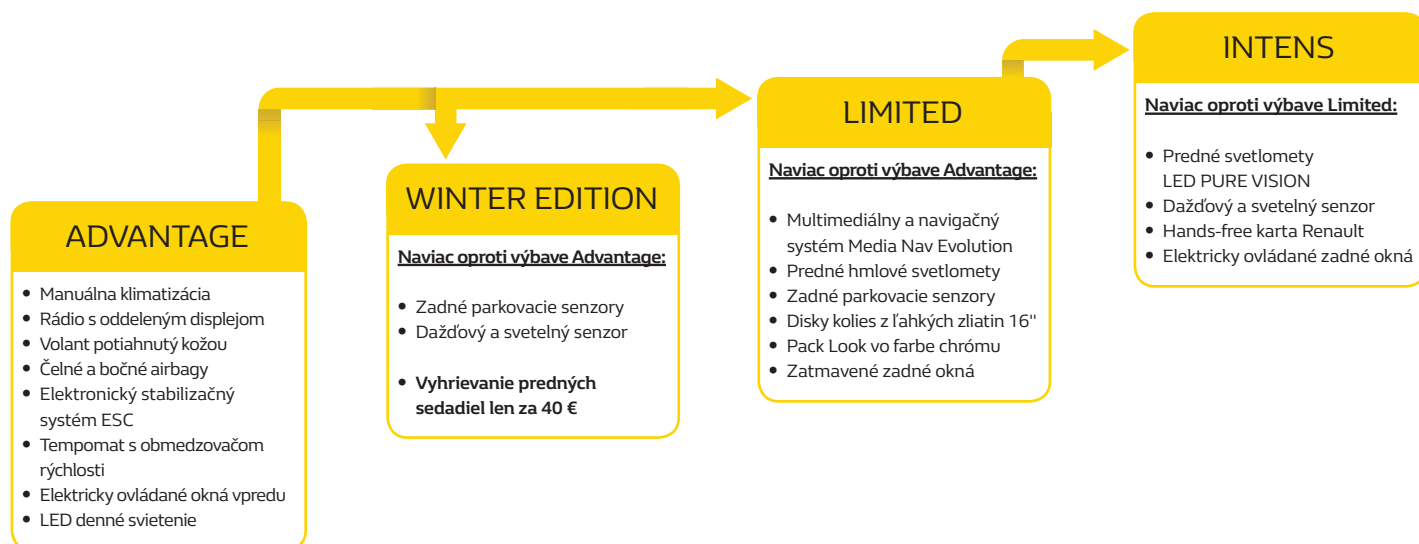 ADVANTAGE
• Manuálna klimatizácia
• Rádio s oddeleným displejom
• Volant potiahnutý kožou
• Čelné a bočné airbagy
• Elektronický stabilizačný
systém ESC
• Tempomat s obmedzovačom
rýchlosti
• Elektricky ovládané okná vpredu
• LED denné svietenie
WINTER EDITION
Naviac oproti výbave Advantage:
• Zadné parkovacie senzory
• Dažďový a svetelný senzor
• Vyhrievanie predných
sedadiel len za 40 €
LIMITED
Naviac oproti výbave Advantage:
• Multimediálny a navigačný
systém Media Nav Evolution
• Predné hmlové svetlomety
• Zadné parkovacie senzory
• Disky kolies z ľahkých zliatin 16"
• Pack Look vo farbe chrómu
• Zatmavené zadné okná
INTENS
Naviac oproti výbave Limited:
• Predné svetlomety
LED PURE VISION
• Dažďový a svetelný senzor
• Hands-free karta Renault
• Elektricky ovládané zadné okná